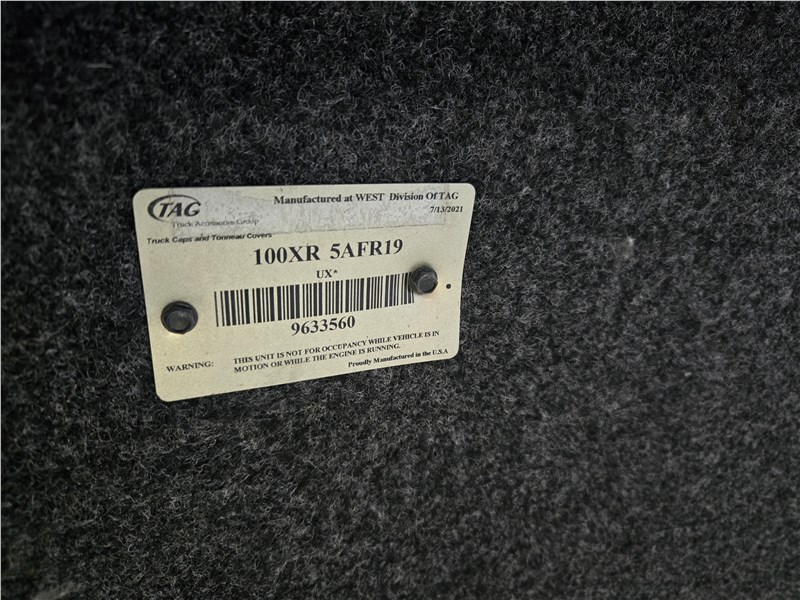 TAG
Truck Accessories Group
Manufactured at WEST Division Of TAG
7/13/2021
Truck Caps and Tonneau Covers
100XR 5AFR19
UX*
9633560
WARNING: THIS UNIT IS NOT FOR OCCUPANCY WHILE VEHICLE IS IN
MOTION OR WHILE THE ENGINE IS RUNNING.
Proudly Manufactured in the U.S.A